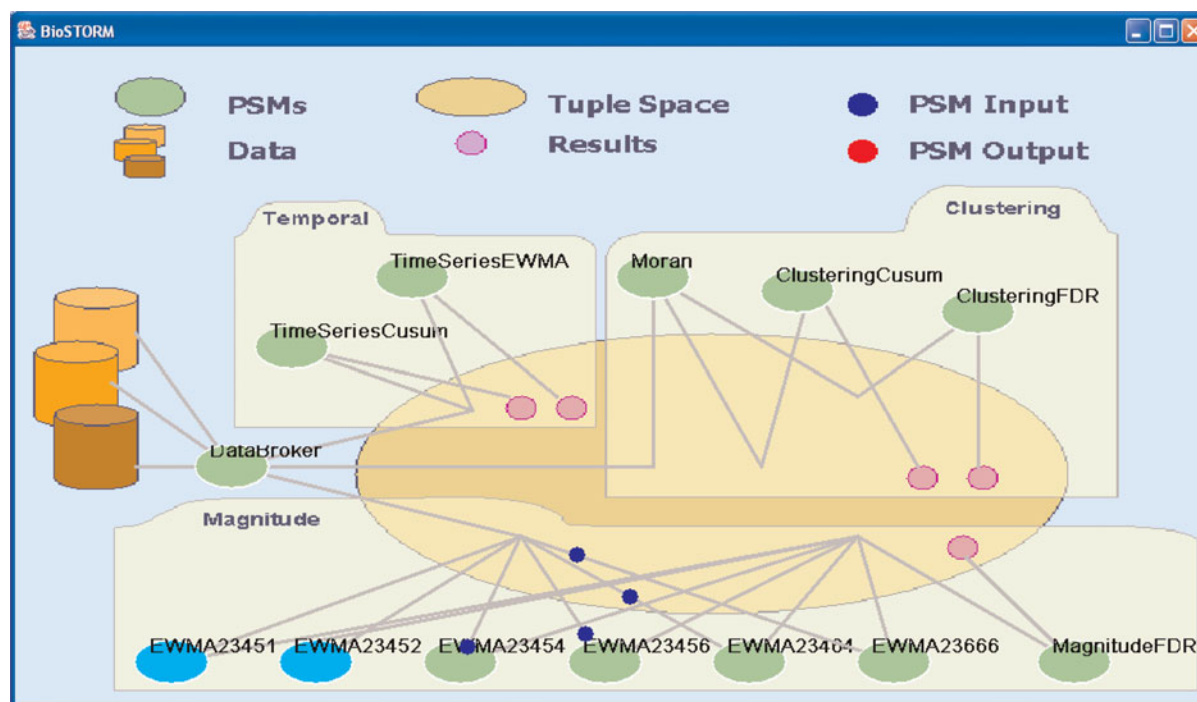 BioSTORM
PSMs
Tuple Space
PSM Input
Data
Results
PSM Output
Temporal
Clustering
TimeSeriesEWMA
Moran
ClusteringCusum
ClusteringFDR
TimeSeriesCusum
DataBroker
Magnitude
EWMA23451
EWMA23452
EWMA23454
EWMA23456
EWMA23464
EWMA23666
MagnitudeFDR